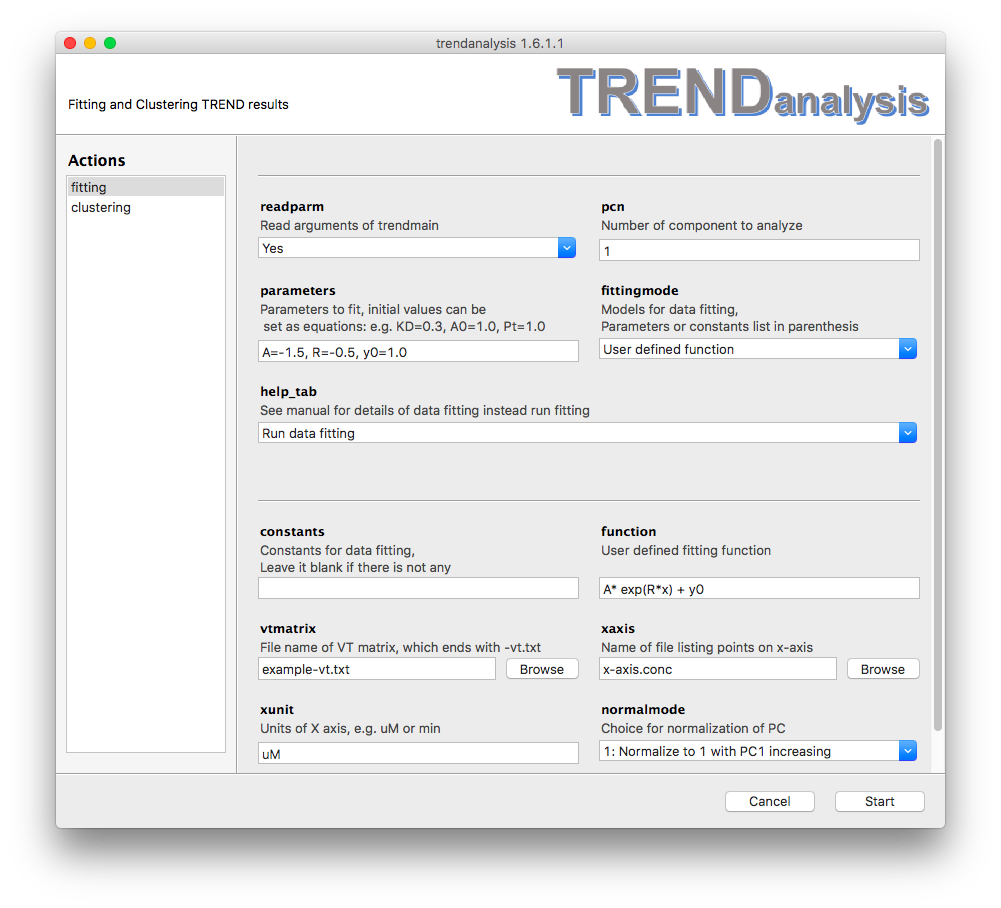 trendanalysis 1.6.1.1
Fitting and Clustering TREND results
TRENDanalysis
Actions
fitting
clustering
readparm
Read arguments of trendmain
Yes
pcn
Number of component to analyze
1
parameters
Parameters to fit, initial values can be
set as equations: e.g. KD=0.3, A0=1.0, Pt=1.0
A=-1.5, R=-0.5, y0=1.0
fittingmode
Models for data fitting,
Parameters or constants list in parenthesis
User defined function
help_tab
See manual for details of data fitting instead run fitting
Run data fitting
constants
Constants for data fitting,
Leave it blank if there is not any
function
User defined fitting function
A* exp(R*x) + y0
vtmatrix
File name of VT matrix, which ends with -vt.txt
example-vt.txt
Browse
xaxis
Name of file listing points on x-axis
x-axis.conc
Browse
xunit
Units of X axis, e.g. uM or min
uM
normalmode
Choice for normalization of PC
1: Normalize to 1 with PC1 increasing
Cancel
Start